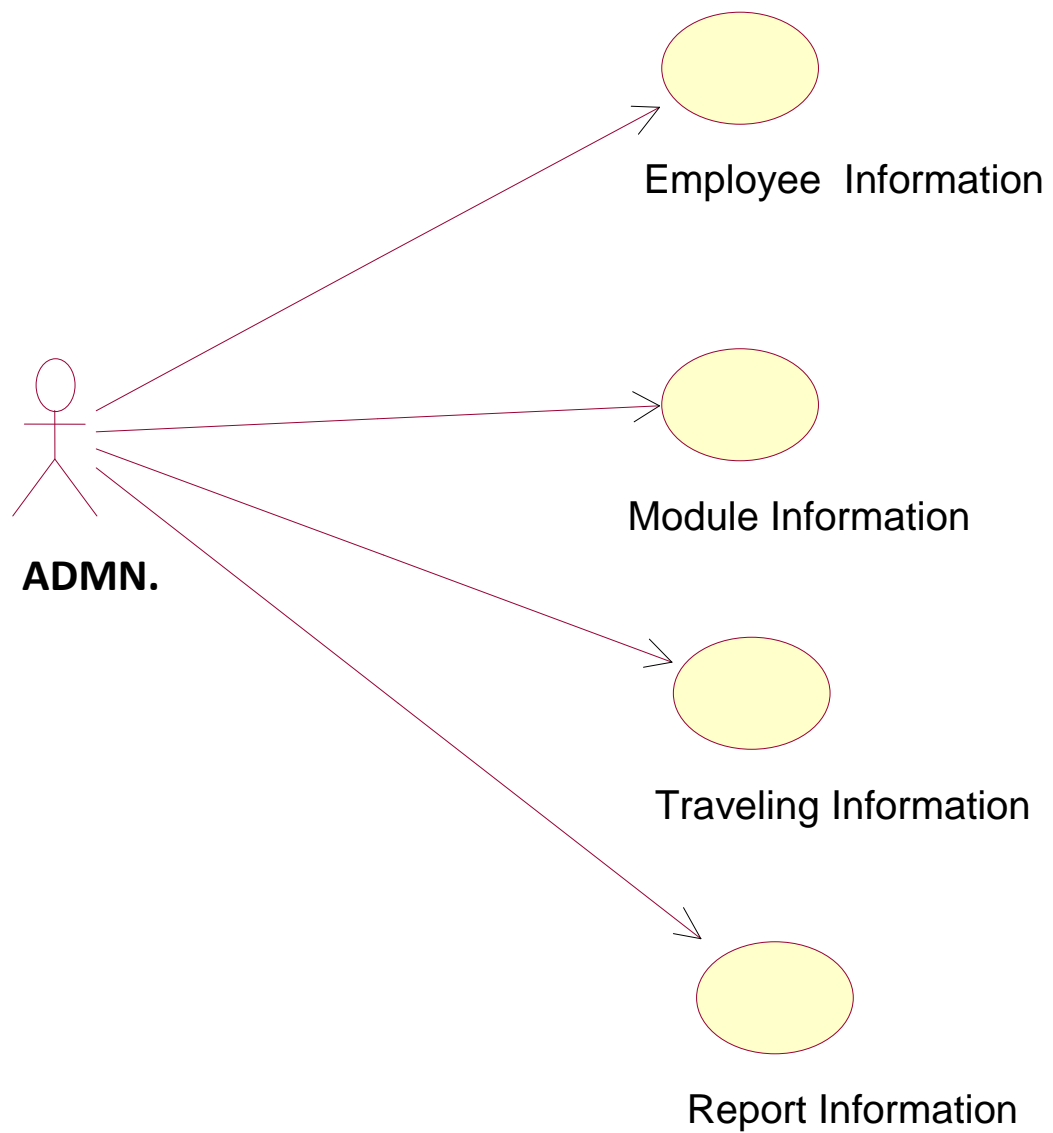 Employee  Information
Module Information
ADMN.
Traveling Information
Report Information